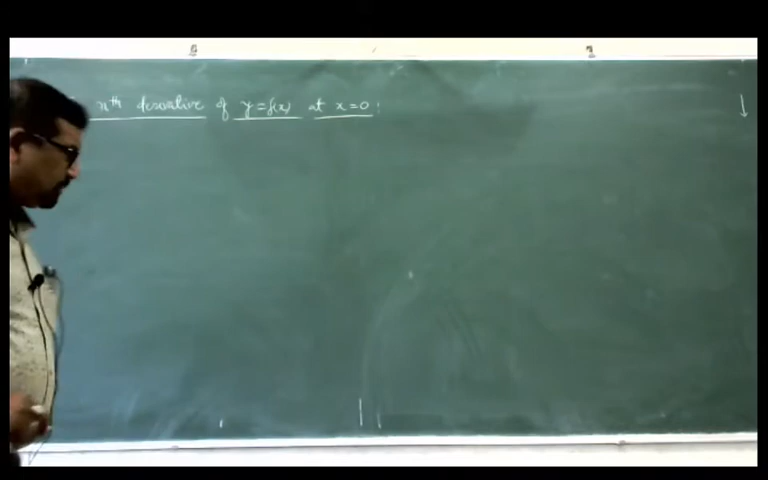 nth derivative of y=f(x) at x=0: